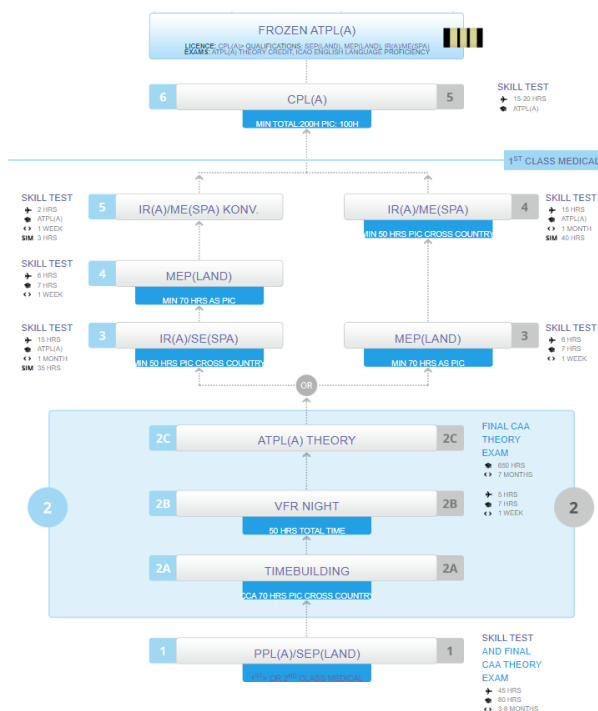 FROZEN ATPL(A)
LICENCE: CPL(A)> QUALIFICATIONS: SEP(LAND), MEP(LAND), IR(A)/ME(SPA)
EXAMS: ATPL(A) THEORY CREDIT, ICAO ENGLISH LANGUAGE PROFICIENCY
6
CPL(A)
5
MIN TOTAL:200H PIC: 100H
SKILL TEST
15-20 HRS
ATPL(A)
1ST CLASS MEDICAL
SKILL TEST
2 HRS
ATPL(A)
1 WEEK
SIM 3 HRS
5
IR(A)/ME(SPA) KONV.
IR(A)/ME(SPA)
4
MIN 50 HRS PIC CROSS COUNTRY
SKILL TEST
15 HRS
ATPL(A)
1 MONTH
SIM 40 HRS
SKILL TEST
6 HRS
7 HRS
1 WEEK
4
MEP(LAND)
MIN 70 HRS AS PIC
SKILL TEST
15 HRS
ATPL(A)
1 MONTH
SIM 35 HRS
3
IR(A)/SE(SPA)
MIN 50 HRS PIC CROSS COUNTRY
MEP(LAND)
3
MIN 70 HRS AS PIC
SKILL TEST
6 HRS
7 HRS
1 WEEK
OR
2C
ATPL(A) THEORY
2C
FINAL CAA
THEORY
EXAM
650 HRS
7 MONTHS
2
2B
VFR NIGHT
2B
50 HRS TOTAL TIME
5 HRS
7 HRS
1 WEEK
2
2A
TIMEBUILDING
2A
CCA 70 HRS PIC CROSS COUNTRY
1
PPL(A)/SEP(LAND)
1
1ST OR 2ND CLASS MEDICAL
SKILL TEST
AND FINAL
CAA THEORY
EXAM
45 HRS
80 HRS
3-8 MONTHS